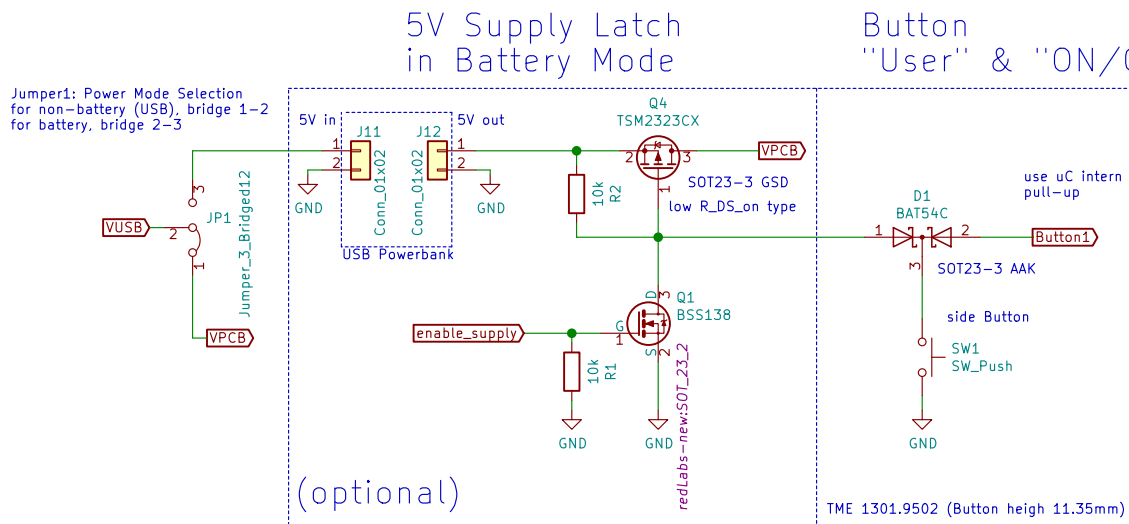 5V Supply Latch
in Battery Mode
Button
"User" & "ON/
Jumper1: Power Mode Selection
for non-battery (USB), bridge 1-2
for battery, bridge 2-3
5V in
J11
J12
5V out
1
2
1
2
Conn_01x02
Conn_01x02
GND
GND
USB Powerbank
3
JP1
2
1
Jumper_3_Bridged12
VUSB
VPCB
Q4
TSM2323CX
2
3
1
VPCB
SOT23-3 GSD
low R_DS_on type
10k
R2
D
3
Q1
BSS138
G
1
S
2
enable_supply
10k
R1
GND
GND
redLabs-new:SOT_23_2
use uC intern
pull-up
D1
BAT54C
1
2
3
Button1
SOT23-3 AAK
side Button
SW1
SW_Push
GND
(optional)
TME 1301.9502 (Button heigh 11.35mm)